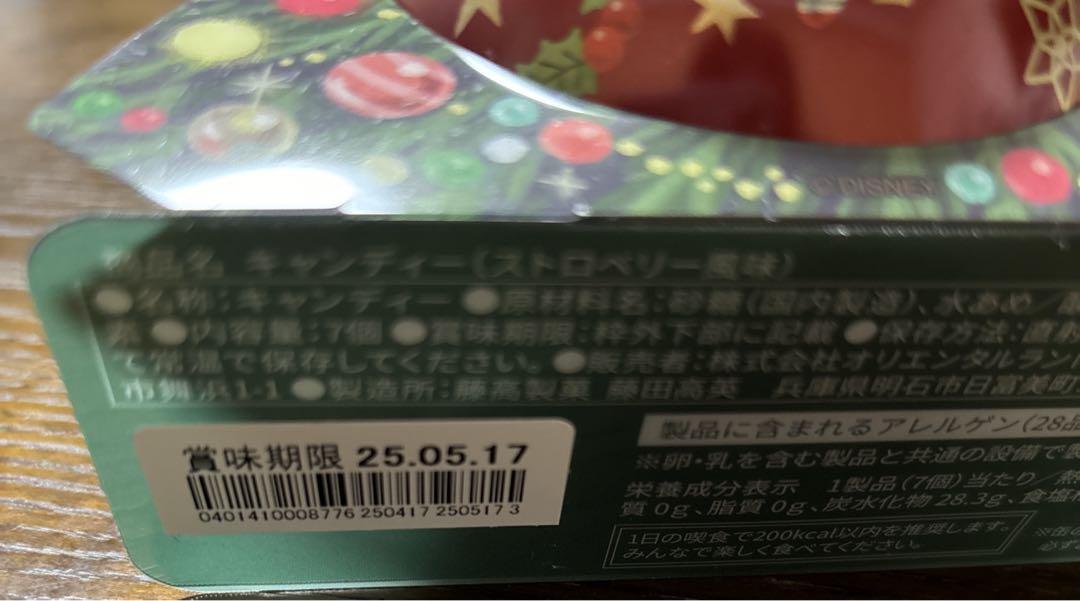 ©DISNEY
品名 キャンディー(ストロベリー風味)
●名称:キャンディー ●原材料名:砂糖(国内製造)、水あめ/
●内容量:7個 ●賞味期限:枠外下部に記載 ●保存方法:直射
て常温で保存してください。●販売者:株式会社オリエンタルランド
市舞浜1-1 ●製造所:藤高製菓 藤田高英 兵庫県明石市日富美町
製品に含まれるアレルゲン(28品
※卵・乳を含む製品と共通の設備で製
栄養成分表示 1製品(7個)当たり/熱
質0g、脂質0g、炭水化物28.3g、食塩相
1日の喫食で200kcal以内を推奨します。
みんなで楽しく食べてください。
賞味期限 25.05.17
0401410008776 250417 250517 3